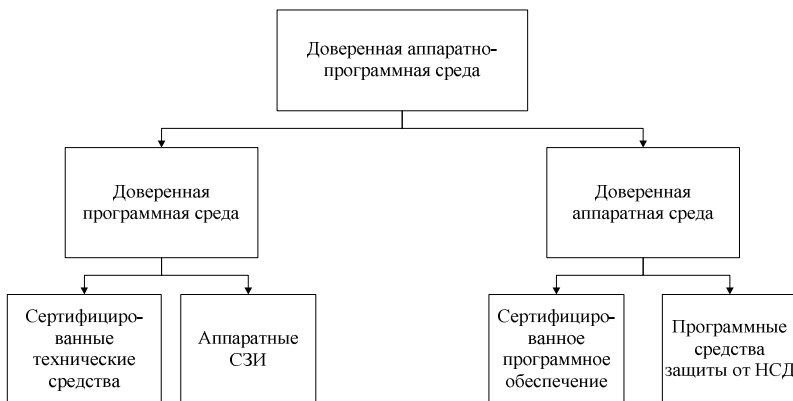 Доверенная аппаратно-
программная среда
Доверенная
программная среда
Доверенная
аппаратная среда
Сертифициро-
ванные
технические
средства
Аппаратные
СЗИ
Сертифициро-
ванное
программное
обеспечение
Программные
средства
защиты от НСД